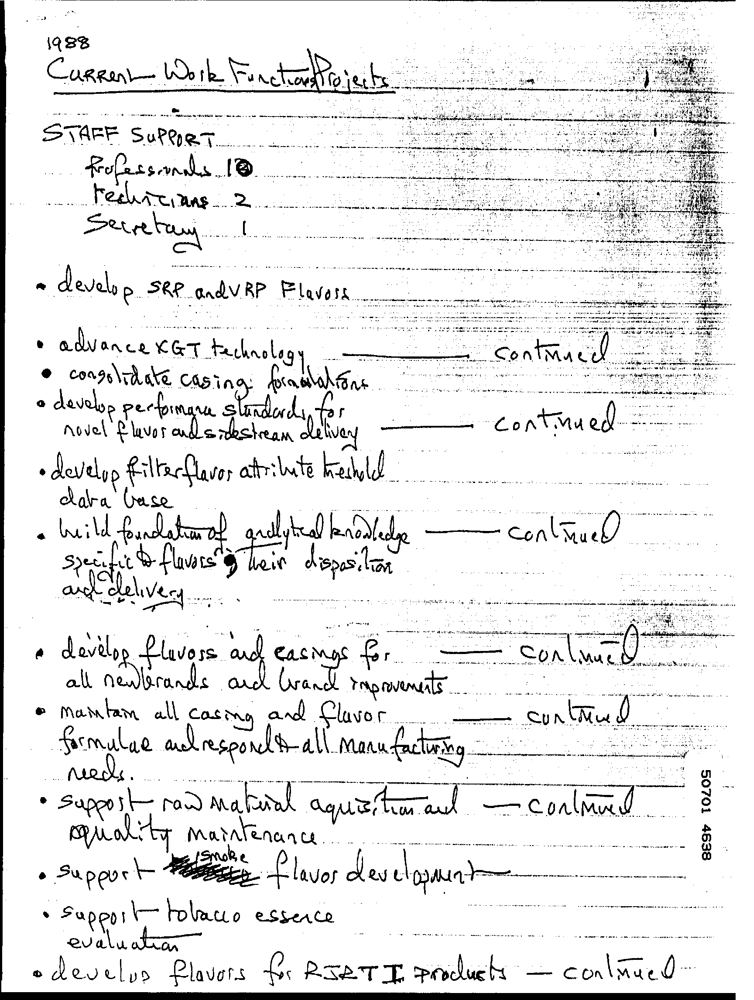 1988
Current Work Functions/Projects
STAFF SUPPORT
Professionals 10
Technicians 2
Secretary 1
• develop SRP and VRP Flavors
• advance XGT technology — continued
• consolidate casing formulations
• develop performance standards for
novel flavor and sidestream delivery — continued
• develop filter flavor attribute threshold
data base
• build foundation of analytical knowledge — continued
specific to flavors, their disposition
and delivery
• develop flavors and casings for — continued
all new brands and brand improvements
• maintain all casing and flavor — continued
formulae and respond to all manufacturing
needs.
• support raw material aquisition and — continued
quality maintenance
• support smoke flavor development
• support tobacco essence
evaluation
• develop flavors for RJRTI products — continued
50701 4638